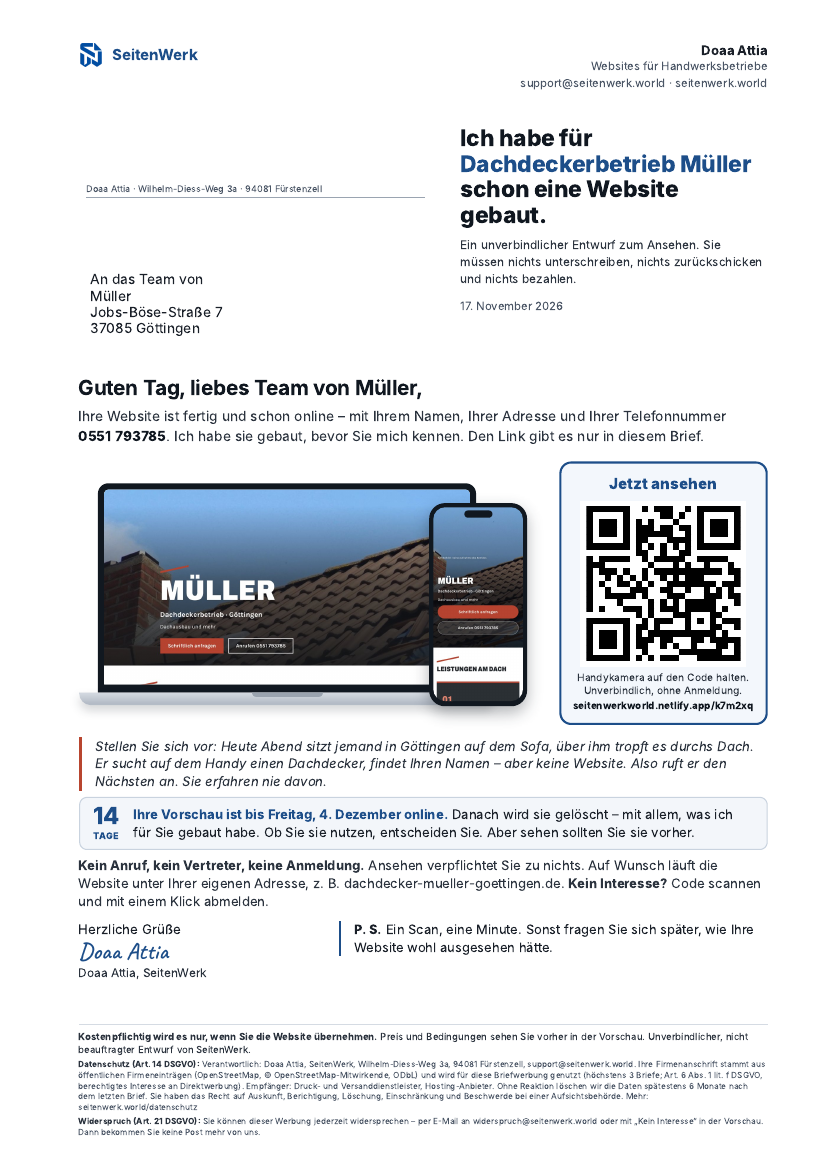 SeitenWerk
Doaa Attia
Websites für Handwerksbetriebe
support@seitenwerk.world · seitenwerk.world
Ich habe für
Dachdeckerbetrieb Müller
schon eine Website
gebaut.
Ein unverbindlicher Entwurf zum Ansehen. Sie
müssen nichts unterschreiben, nichts zurückschicken
und nichts bezahlen.
17. November 2026
Doaa Attia · Wilhelm-Diess-Weg 3a · 94081 Fürstenzell
An das Team von
Müller
Jobs-Böse-Straße 7
37085 Göttingen
Guten Tag, liebes Team von Müller,
Ihre Website ist fertig und schon online – mit Ihrem Namen, Ihrer Adresse und Ihrer Telefonnummer
0551 793785. Ich habe sie gebaut, bevor Sie mich kennen. Den Link gibt es nur in diesem Brief.
MÜLLER
Dachdeckerbetrieb · Göttingen
Dachausbau und mehr
Schriftlich anfragen
Anrufen 0551 793785
MÜLLER
Dachdeckerbetrieb · Göttingen
Dachausbau und mehr
Schriftlich anfragen
Anrufen 0551 793785
LEISTUNGEN AM DACH
01
Jetzt ansehen
Handykamera auf den Code halten.
Unverbindlich, ohne Anmeldung.
seitenwerkworld.netlify.app/k7m2xq
Stellen Sie sich vor: Heute Abend sitzt jemand in Göttingen auf dem Sofa, über ihm tropft es durchs Dach.
Er sucht auf dem Handy einen Dachdecker, findet Ihren Namen – aber keine Website. Also ruft er den
Nächsten an. Sie erfahren nie davon.
14
TAGE
Ihre Vorschau ist bis Freitag, 4. Dezember online. Danach wird sie gelöscht – mit allem, was ich
für Sie gebaut habe. Ob Sie sie nutzen, entscheiden Sie. Aber sehen sollten Sie sie vorher.
Kein Anruf, kein Vertreter, keine Anmeldung. Ansehen verpflichtet Sie zu nichts. Auf Wunsch läuft die
Website unter Ihrer eigenen Adresse, z. B. dachdecker-mueller-goettingen.de. Kein Interesse? Code scannen
und mit einem Klick abmelden.
Herzliche Grüße
Doaa Attia
Doaa Attia, SeitenWerk
P. S. Ein Scan, eine Minute. Sonst fragen Sie sich später, wie Ihre
Website wohl ausgesehen hätte.
Kostenpflichtig wird es nur, wenn Sie die Website übernehmen. Preis und Bedingungen sehen Sie vorher in der Vorschau. Unverbindlicher, nicht
beauftragter Entwurf von SeitenWerk.
Datenschutz (Art. 14 DSGVO): Verantwortlich: Doaa Attia, SeitenWerk, Wilhelm-Diess-Weg 3a, 94081 Fürstenzell, support@seitenwerk.world. Ihre Firmenanschrift stammt aus
öffentlichen Firmeneinträgen (OpenStreetMap, © OpenStreetMap-Mitwirkende, ODbL) und wird für diese Briefwerbung genutzt (höchstens 3 Briefe; Art. 6 Abs. 1 lit. f DSGVO,
berechtigtes Interesse an Direktwerbung). Empfänger: Druck- und Versanddienstleister, Hosting-Anbieter. Ohne Reaktion löschen wir die Daten spätestens 6 Monate nach
dem letzten Brief. Sie haben das Recht auf Auskunft, Berichtigung, Löschung, Einschränkung und Beschwerde bei einer Aufsichtsbehörde. Mehr:
seitenwerk.world/datenschutz
Widerspruch (Art. 21 DSGVO): Sie können dieser Werbung jederzeit widersprechen – per E-Mail an widerspruch@seitenwerk.world oder mit „Kein Interesse“ in der Vorschau.
Dann bekommen Sie keine Post mehr von uns.